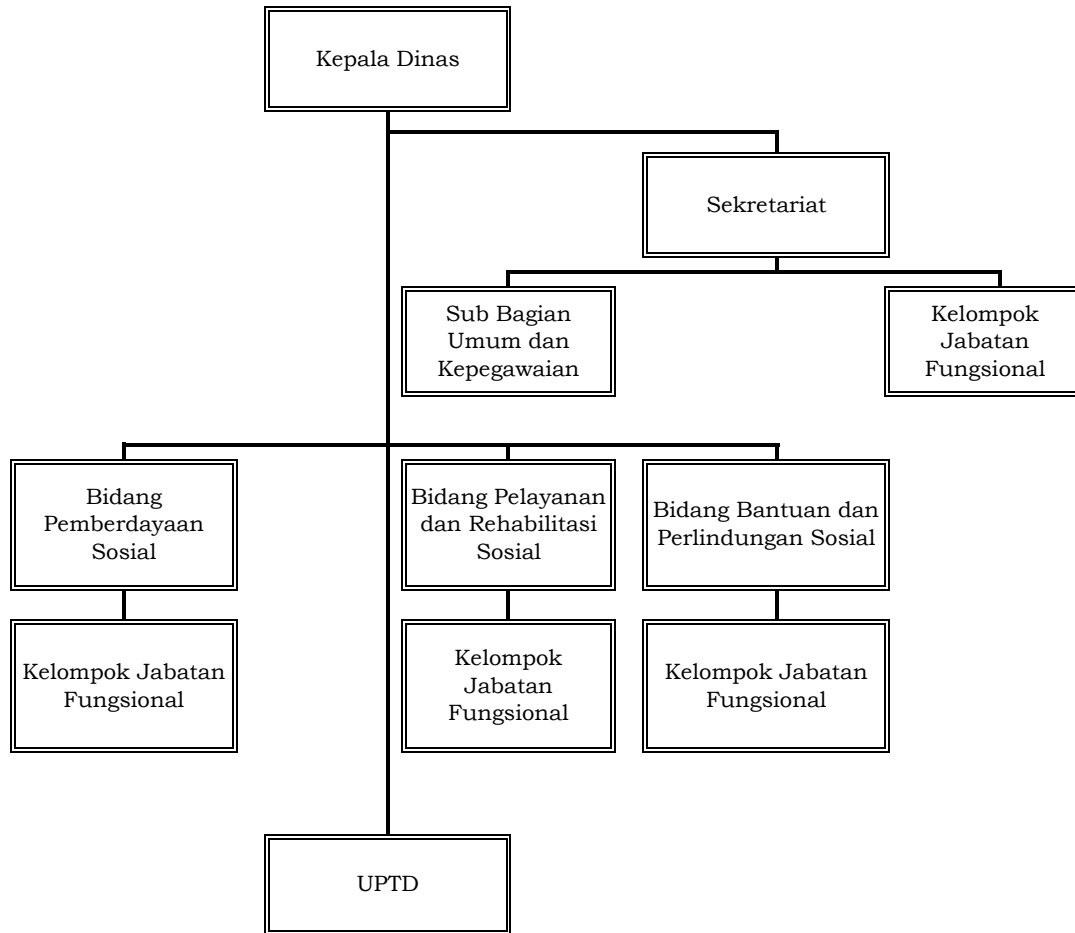 Kepala Dinas
Sekretariat
Sub Bagian
Umum dan
Kepegawaian
Kelompok
Jabatan
Fungsional
Bidang
Pemberdayaan
Sosial
Bidang Pelayanan
dan Rehabilitasi
Sosial
Bidang Bantuan dan
Perlindungan Sosial
Kelompok Jabatan
Fungsional
Kelompok
Jabatan
Fungsional
Kelompok Jabatan
Fungsional
UPTD